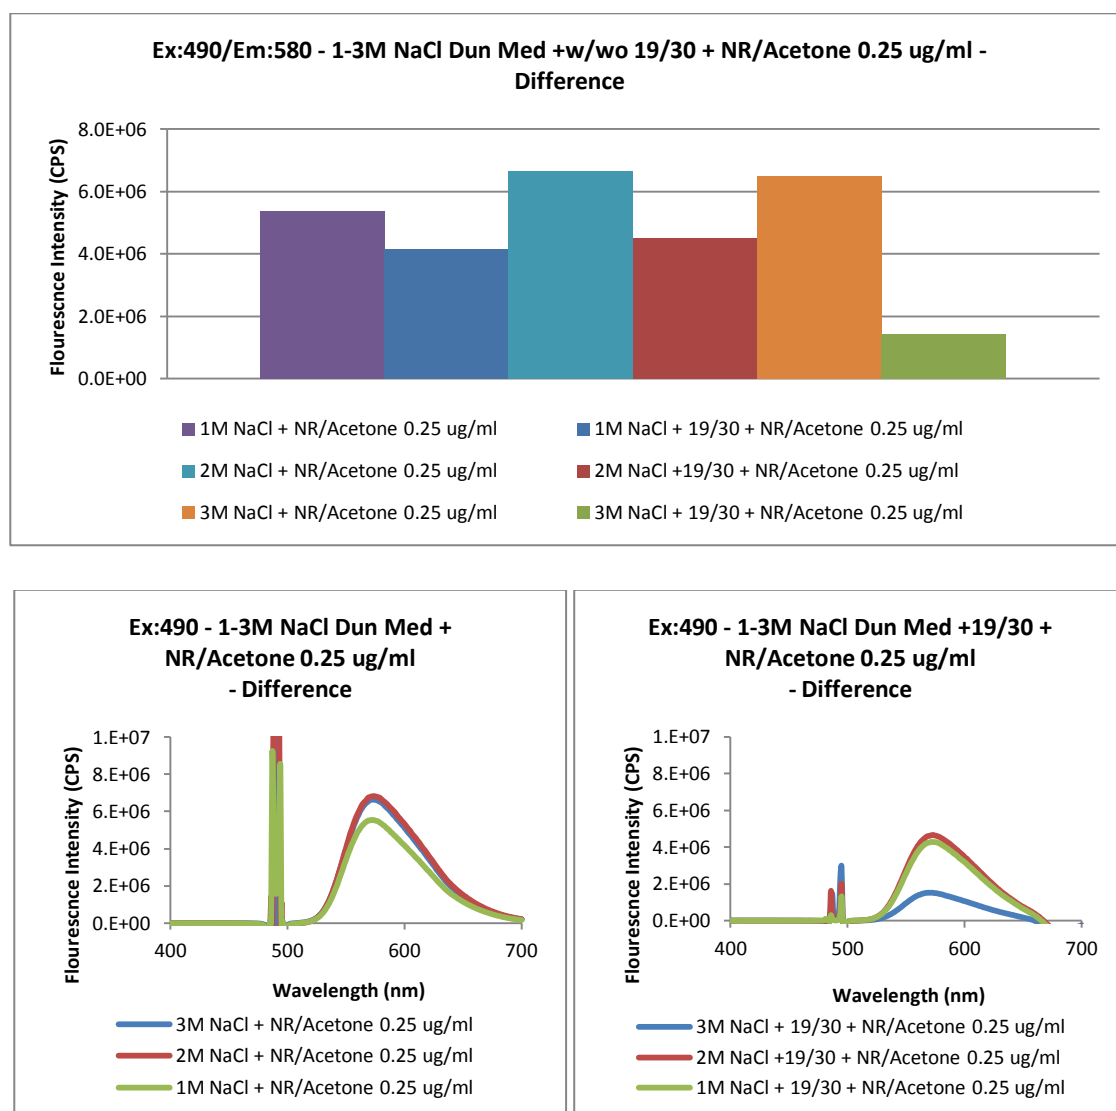 Ex:490/Em:580 - 1-3M NaCl Dun Med +w/wo 19/30 + NR/Acetone 0.25 ug/ml -
Difference
Flourescnce Intensity (CPS)
8.0E+06
6.0E+06
4.0E+06
2.0E+06
0.0E+00
1M NaCl + NR/Acetone 0.25 ug/ml
1M NaCl + 19/30 + NR/Acetone 0.25 ug/ml
2M NaCl + NR/Acetone 0.25 ug/ml
2M NaCl +19/30 + NR/Acetone 0.25 ug/ml
3M NaCl + NR/Acetone 0.25 ug/ml
3M NaCl + 19/30 + NR/Acetone 0.25 ug/ml
Ex:490 - 1-3M NaCl Dun Med +
NR/Acetone 0.25 ug/ml
- Difference
Flourescnce Intensity (CPS)
1.E+07
8.E+06
6.E+06
4.E+06
2.E+06
0.E+00
400 500 600 700
Wavelength (nm)
3M NaCl + NR/Acetone 0.25 ug/ml
2M NaCl + NR/Acetone 0.25 ug/ml
1M NaCl + NR/Acetone 0.25 ug/ml
Ex:490 - 1-3M NaCl Dun Med +19/30 +
NR/Acetone 0.25 ug/ml
- Difference
Flourescnce Intensity (CPS)
1.E+07
8.E+06
6.E+06
4.E+06
2.E+06
0.E+00
400 500 600 700
Wavelength (nm)
3M NaCl + 19/30 + NR/Acetone 0.25 ug/ml
2M NaCl +19/30 + NR/Acetone 0.25 ug/ml
1M NaCl + 19/30 + NR/Acetone 0.25 ug/ml